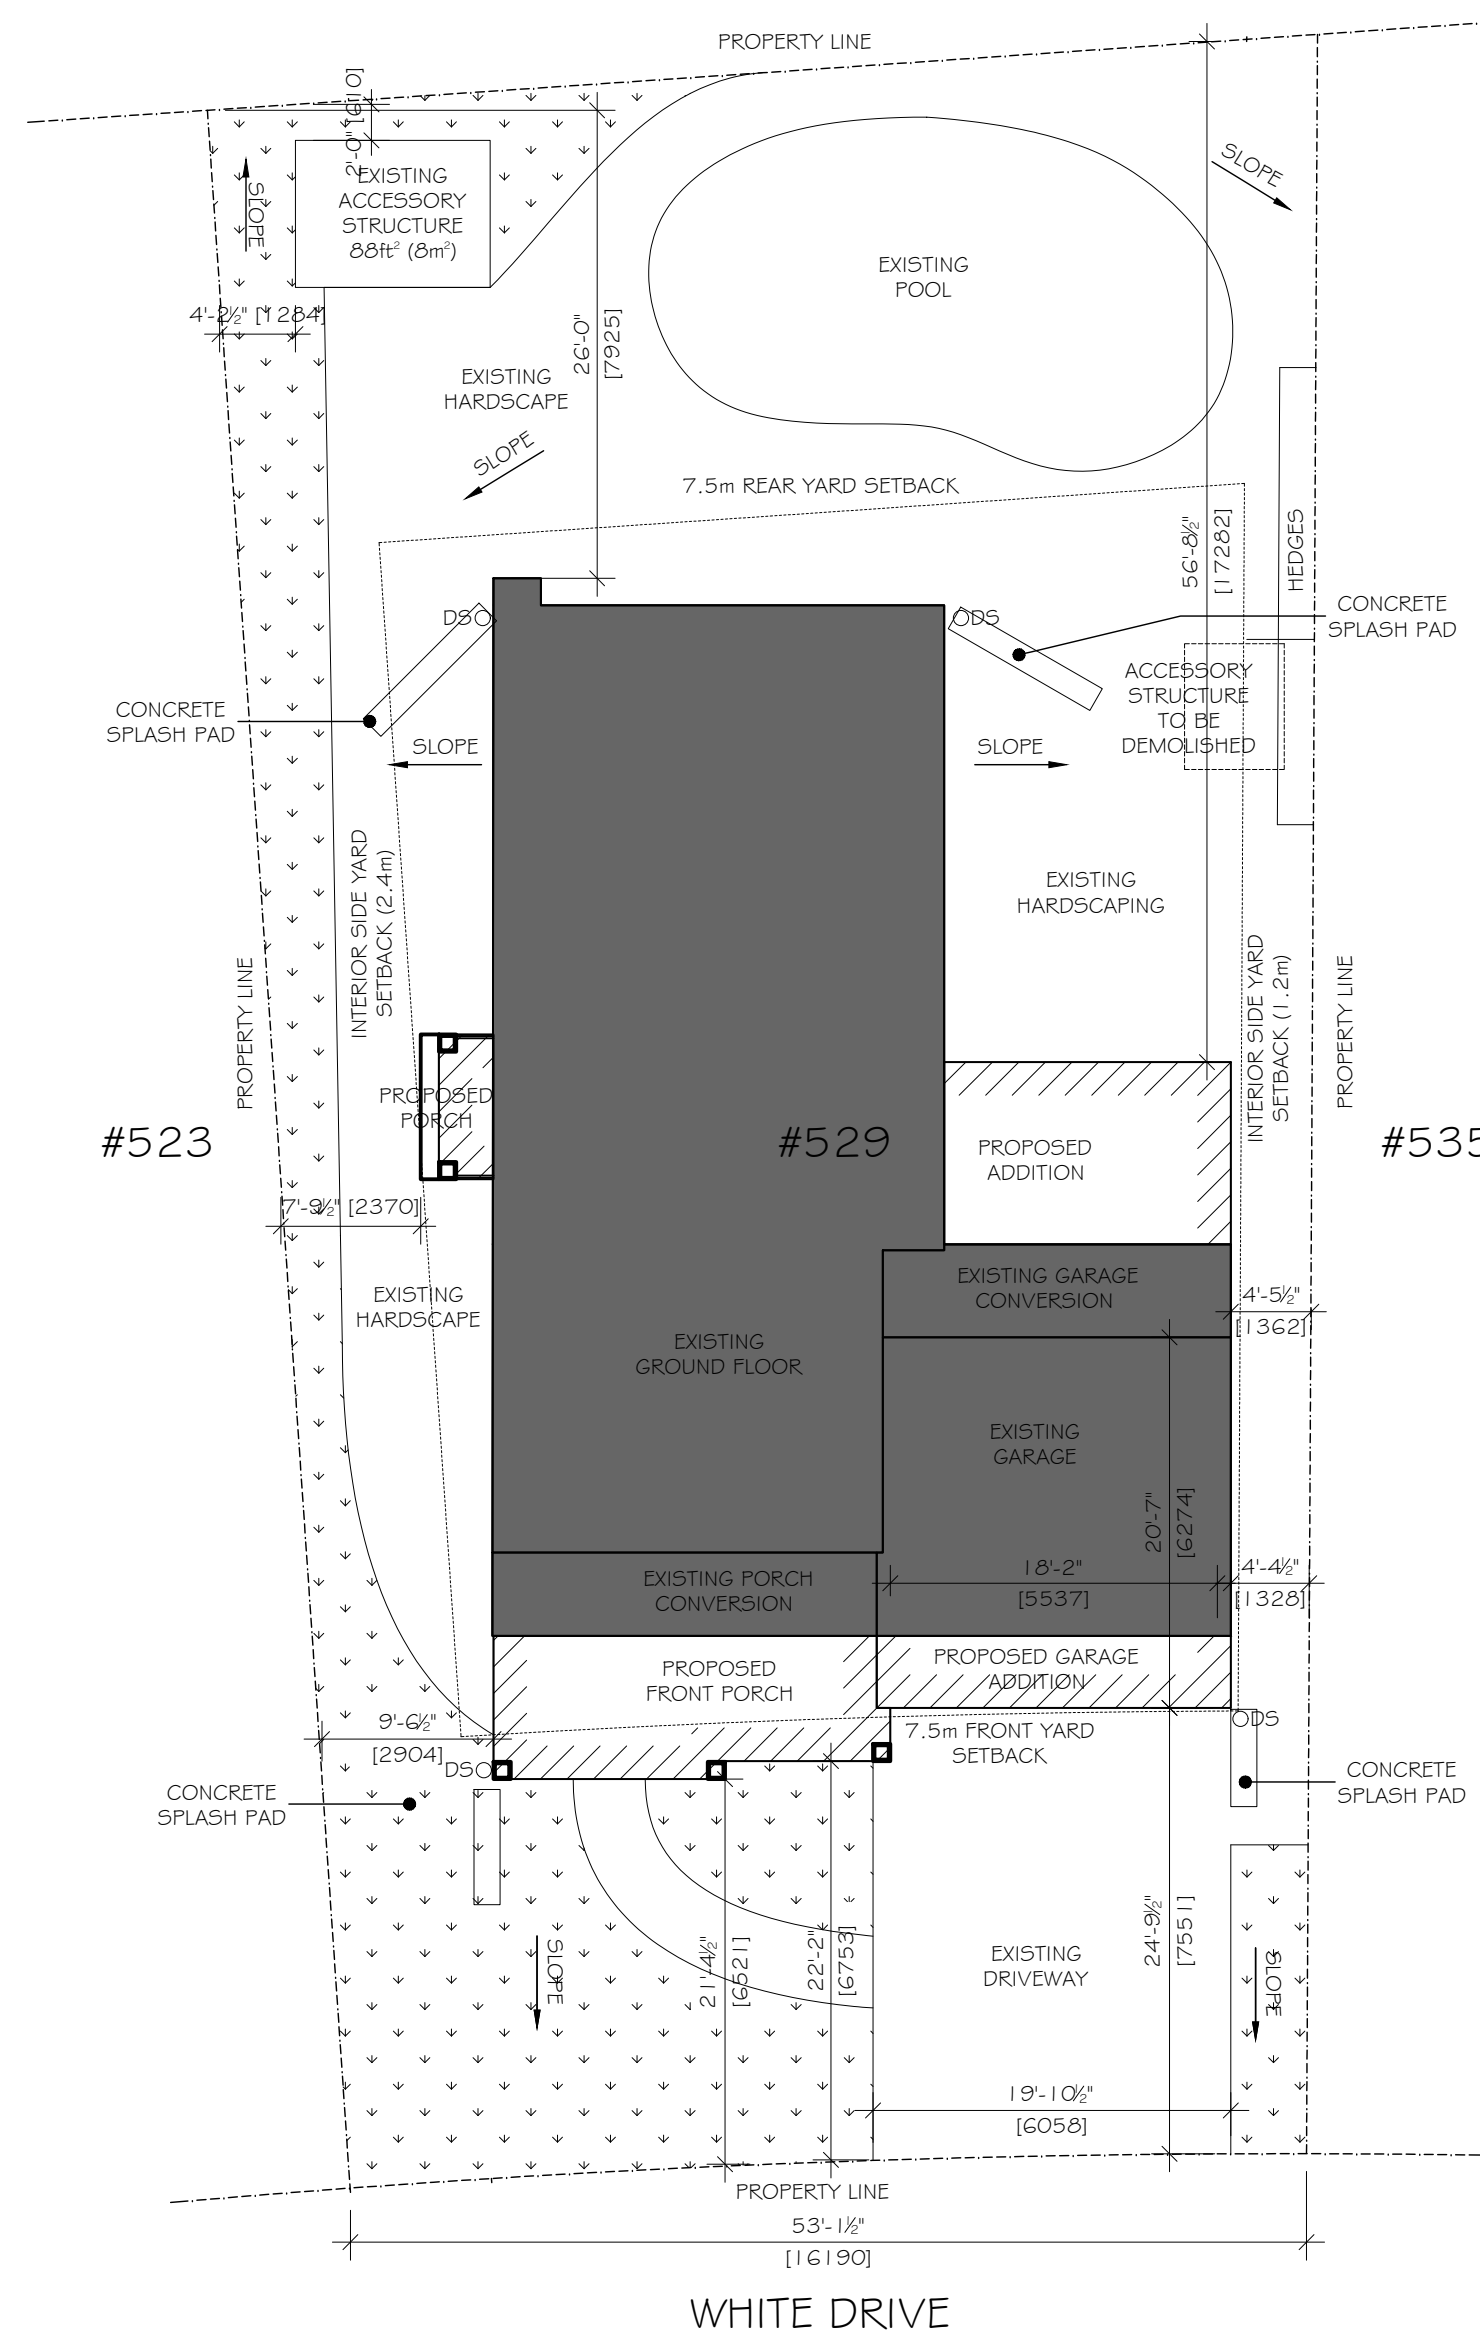 PROPERTY LINE
2'-0" [610]
EXISTING
ACCESSORY
STRUCTURE
88ft² (8m²)
SLOPE
SLOPE
EXISTING
POOL
4'-2½" [1284]
26'-0"
[7925]
EXISTING
HARDSCAPE
SLOPE
7.5m REAR YARD SETBACK
56'-8½"
[17282]
HEDGES
DS
DS
CONCRETE
SPLASH PAD
ACCESSORY
STRUCTURE
TO BE
DEMOLISHED
CONCRETE
SPLASH PAD
SLOPE
SLOPE
INTERIOR SIDE YARD
SETBACK (2.4m)
EXISTING
HARDSCAPING
PROPERTY LINE
INTERIOR SIDE YARD
SETBACK (1.2m)
PROPERTY LINE
PROPOSED
PORCH
#523
#529
#535
PROPOSED
ADDITION
7'-9½" [2370]
EXISTING
HARDSCAPE
EXISTING GARAGE
CONVERSION
4'-5½"
[1362]
EXISTING
GROUND FLOOR
EXISTING
GARAGE
20'-7"
[6274]
EXISTING PORCH
CONVERSION
18'-2"
[5537]
4'-4½"
[1328]
PROPOSED
FRONT PORCH
PROPOSED GARAGE
ADDITION
9'-6½"
[2904]
DS
7.5m FRONT YARD
SETBACK
DS
CONCRETE
SPLASH PAD
CONCRETE
SPLASH PAD
SLOPE
21'-4½"
[6521]
22'-2"
[6753]
EXISTING
DRIVEWAY
24'-9½"
[7551]
SLOPE
19'-10½"
[6058]
PROPERTY LINE
53'-1½"
[16190]
WHITE DRIVE